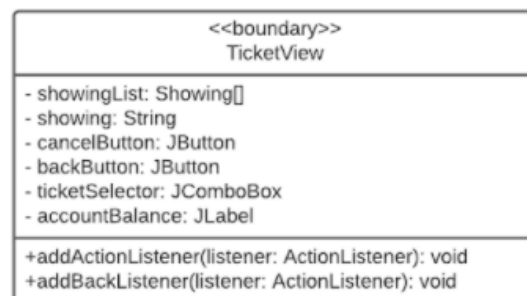 <<boundary>>
TicketView
- showingList: Showing[]
- showing: String
- cancelButton: JButton
- backButton: JButton
- ticketSelector: JComboBox
- accountBalance: JLabel
+addActionListener(listener: ActionListener): void
+addBackListener(listener: ActionListener): void